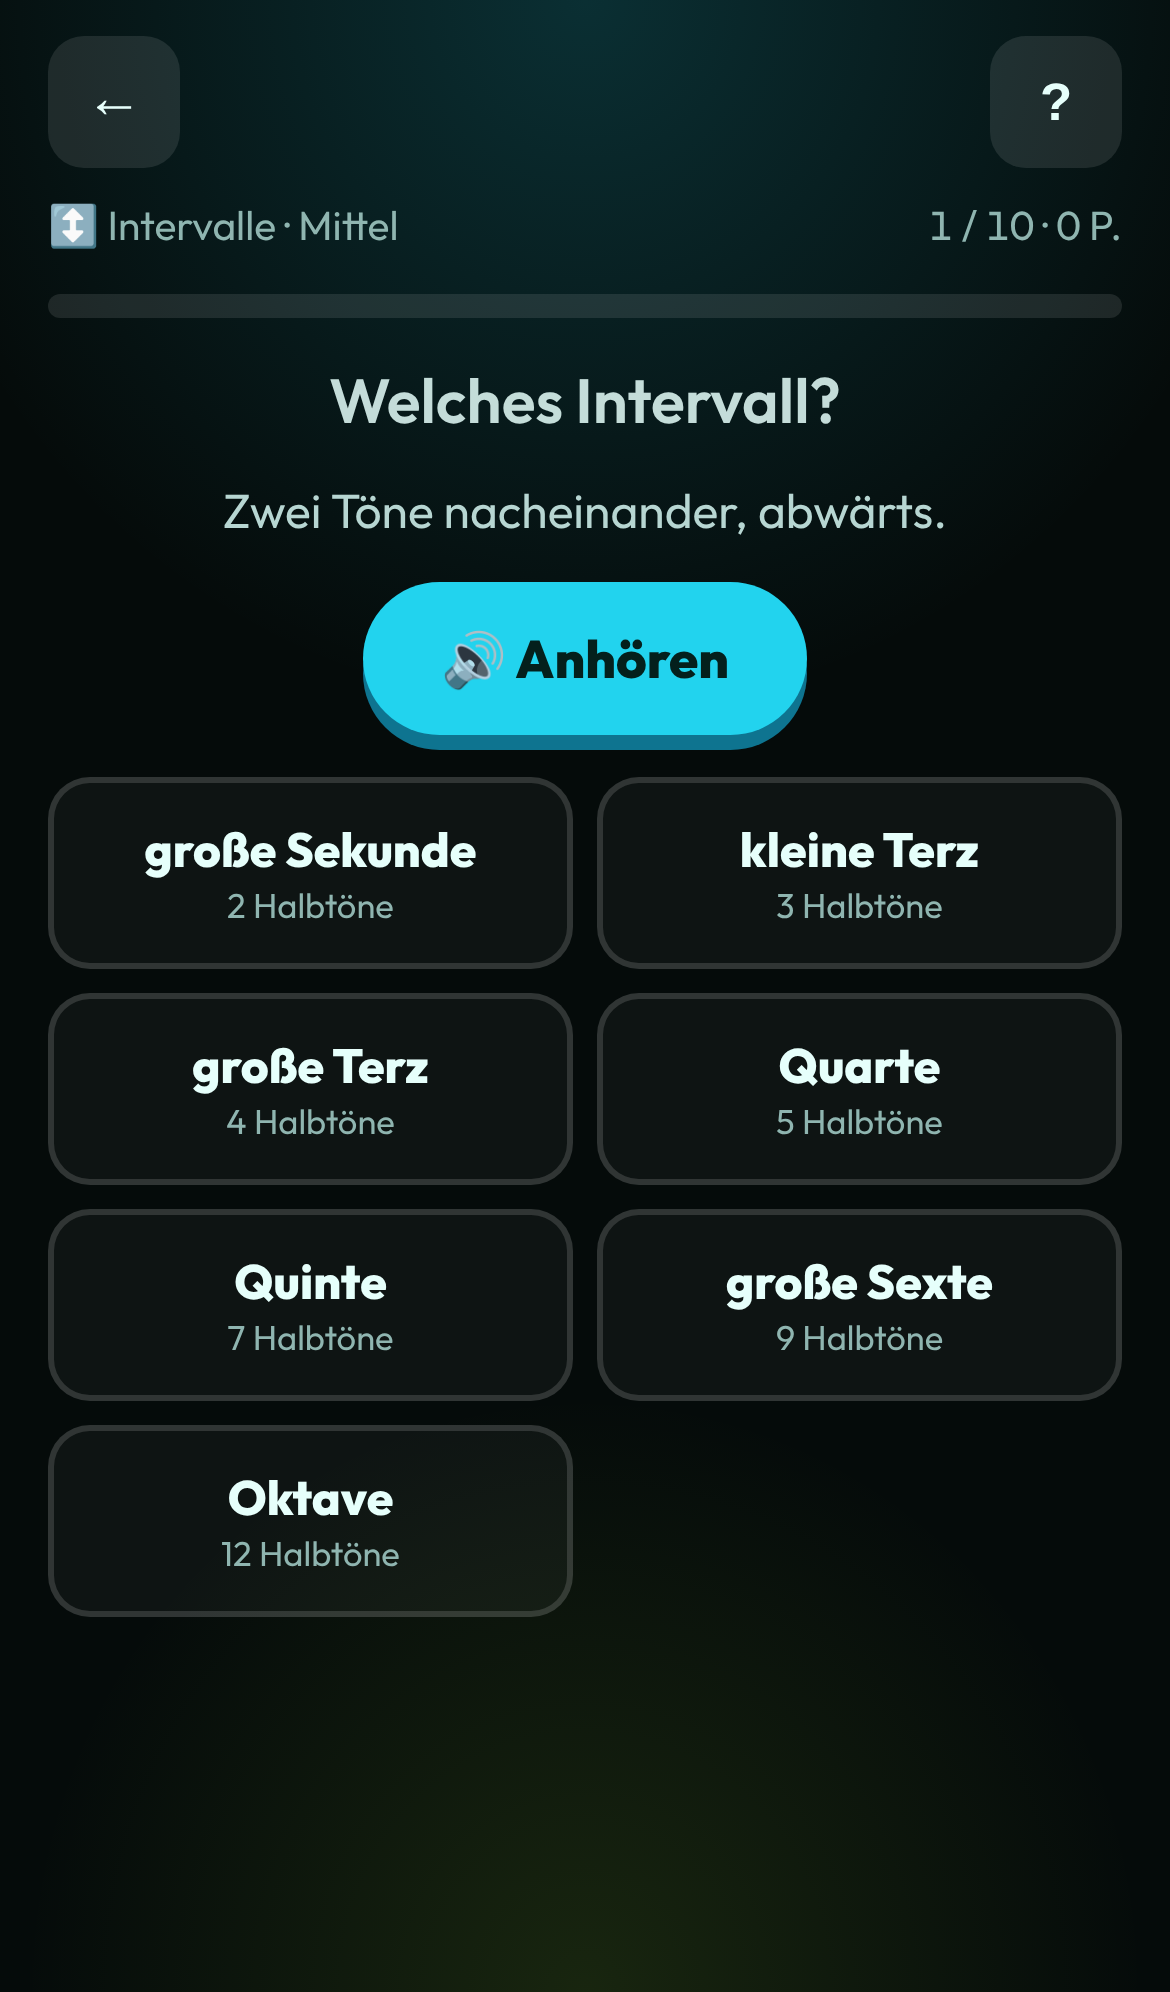 ←
?
↕️ Intervalle · Mittel
1 / 10 · 0 P.
Welches Intervall?
Zwei Töne nacheinander, abwärts.
🔊 Anhören
große Sekunde
2 Halbtöne
kleine Terz
3 Halbtöne
große Terz
4 Halbtöne
Quarte
5 Halbtöne
Quinte
7 Halbtöne
große Sexte
9 Halbtöne
Oktave
12 Halbtöne